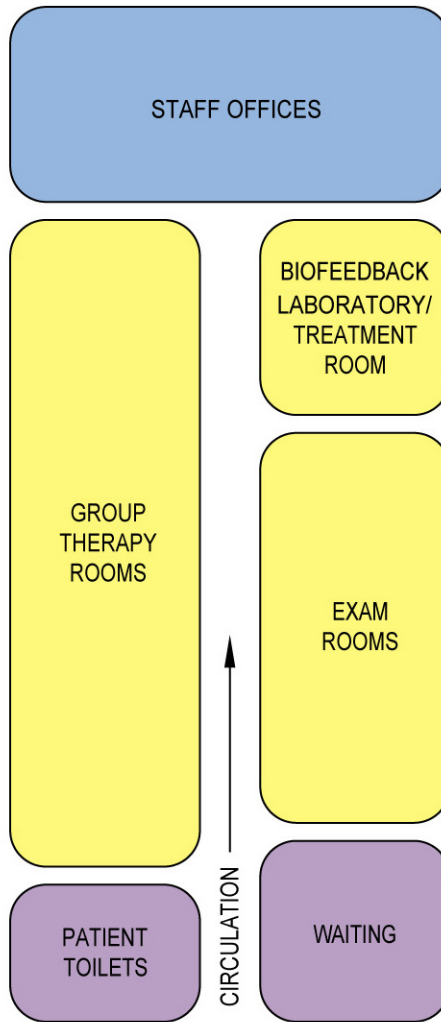 STAFF OFFICES
BIOFEEDBACK
LABORATORY/
TREATMENT
ROOM
GROUP
THERAPY
ROOMS
EXAM
ROOMS
CIRCULATION
PATIENT
TOILETS
WAITING